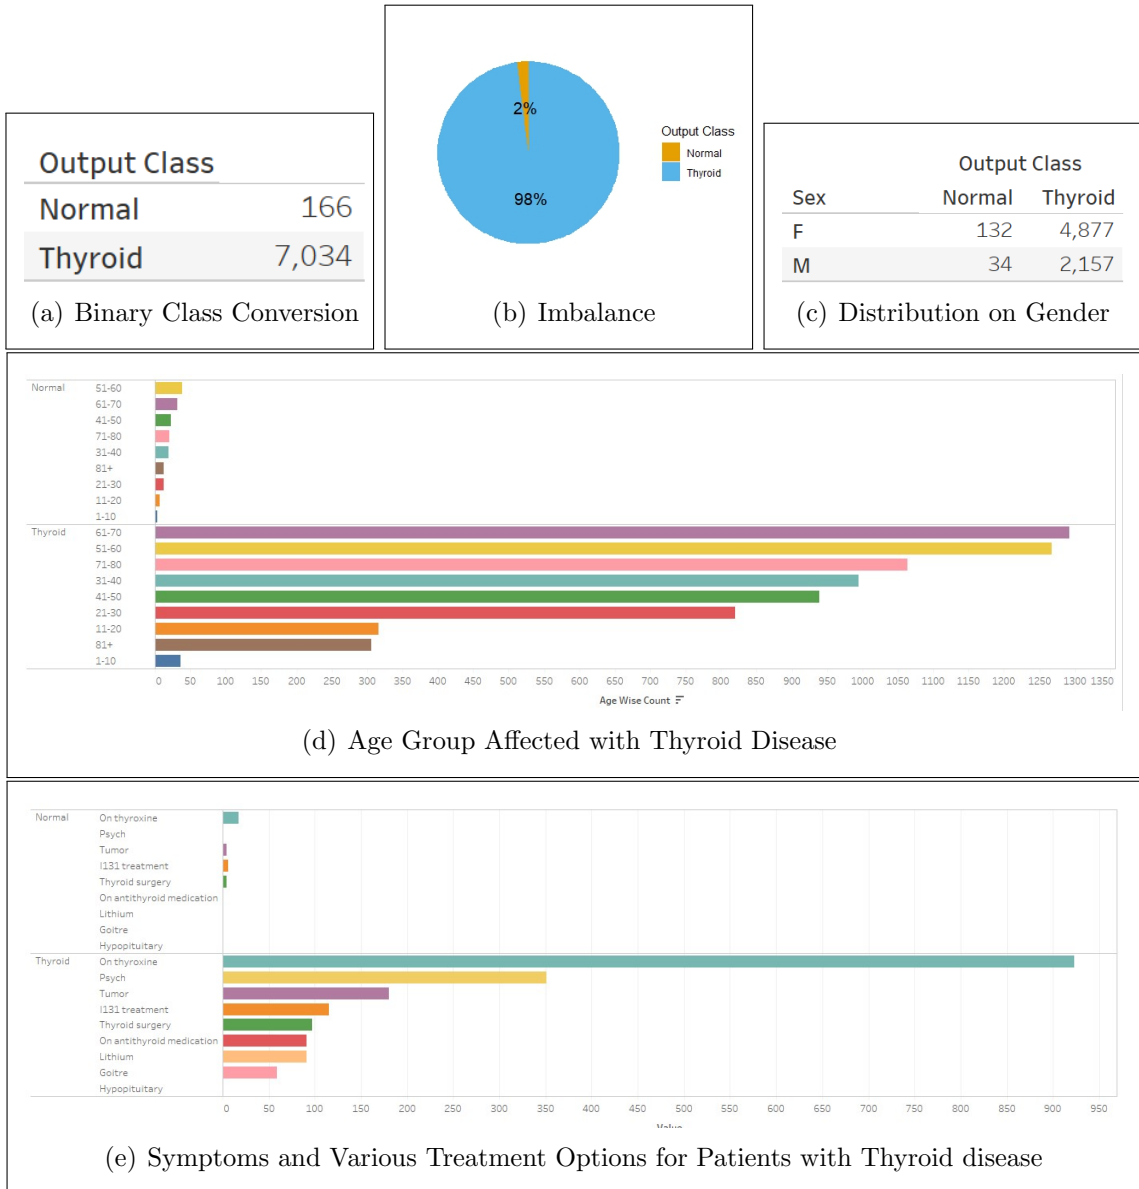 Output Class
Normal 166
Thyroid 7,034
(a) Binary Class Conversion
2%
98%
Output Class
Normal
Thyroid
(b) Imbalance
Output Class
Sex Normal Thyroid
F 132 4,877
M 34 2,157
(c) Distribution on Gender
Normal 51-60
61-70
41-50
71-80
31-40
81+
21-30
11-20
1-10
Thyroid 61-70
51-60
71-80
31-40
41-50
21-30
11-20
81+
1-10
0 50 100 150 200 250 300 350 400 450 500 550 600 650 700 750 800 850 900 950 1000 1050 1100 1150 1200 1250 1300 1350
Age Wise Count
(d) Age Group Affected with Thyroid Disease
Normal On thyroxine
Psych
Tumor
I131 treatment
Thyroid surgery
On antithyroid medication
Lithium
Goitre
Hypopituitary
Thyroid On thyroxine
Psych
Tumor
I131 treatment
Thyroid surgery
On antithyroid medication
Lithium
Goitre
Hypopituitary
0 50 100 150 200 250 300 350 400 450 500 550 600 650 700 750 800 850 900 950
Value
(e) Symptoms and Various Treatment Options for Patients with Thyroid disease